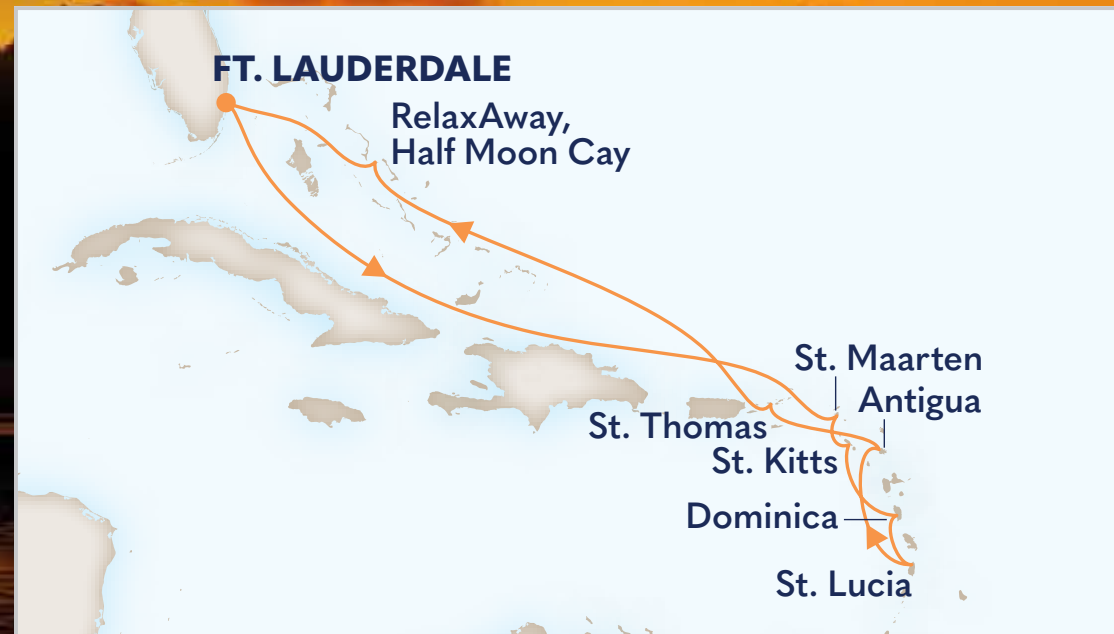 FT. LAUDERDALE
RelaxAway,
Half Moon Cay
St. Maarten
Antigua
St. Thomas
St. Kitts
Dominica
St. Lucia